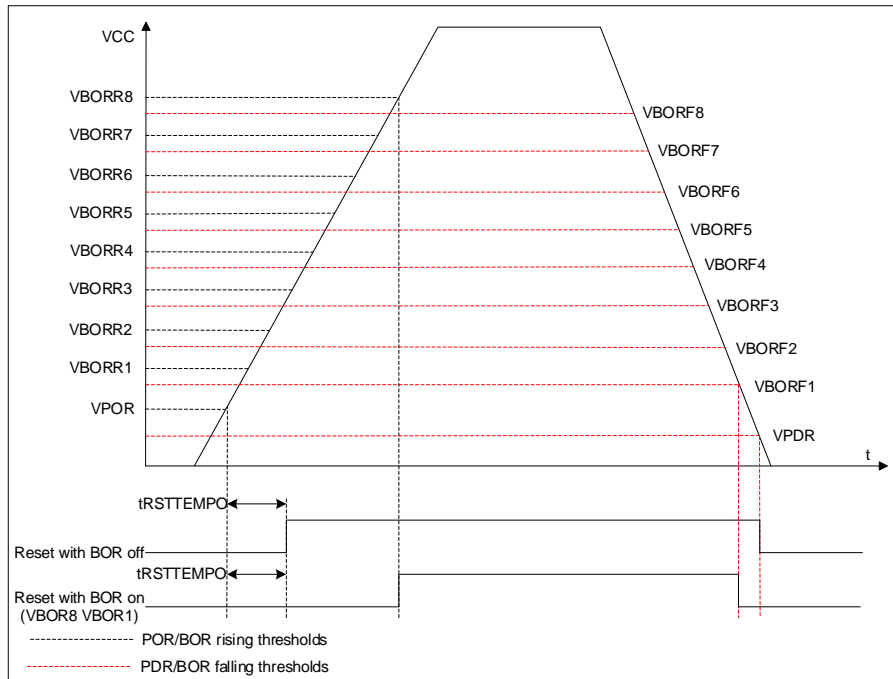 VCC
VBORR8
VBORF8
VBORR7
VBORF7
VBORR6
VBORF6
VBORR5
VBORF5
VBORR4
VBORF4
VBORR3
VBORF3
VBORR2
VBORF2
VBORR1
VBORF1
VPOR
VPDR
t
tRSTTEMPO
Reset with BOR off
tRSTTEMPO
Reset with BOR on
(VBOR8 VBOR1)
POR/BOR rising thresholds
PDR/BOR falling thresholds